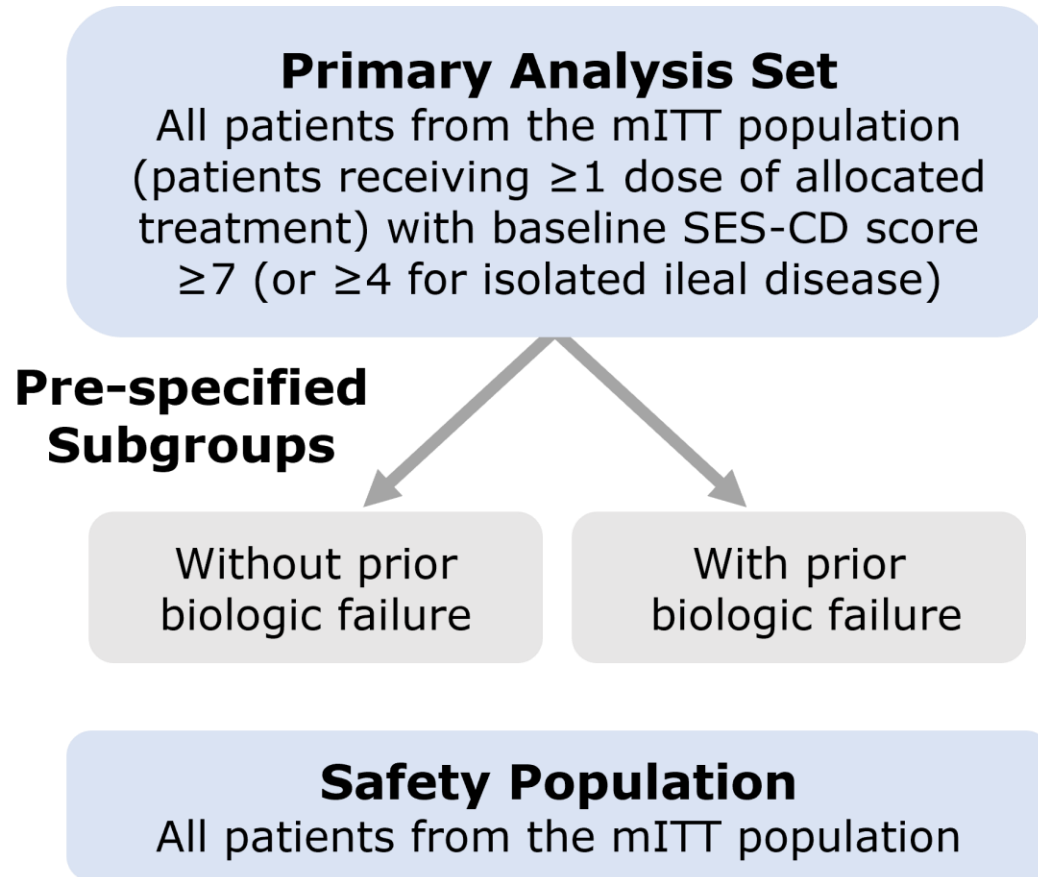 Primary Analysis Set
All patients from the mITT population
(patients receiving ≥1 dose of allocated
treatment) with baseline SES-CD score
≥7 (or ≥4 for isolated ileal disease)
Pre-specified
Subgroups
Without prior
biologic failure
With prior
biologic failure
Safety Population
All patients from the mITT population